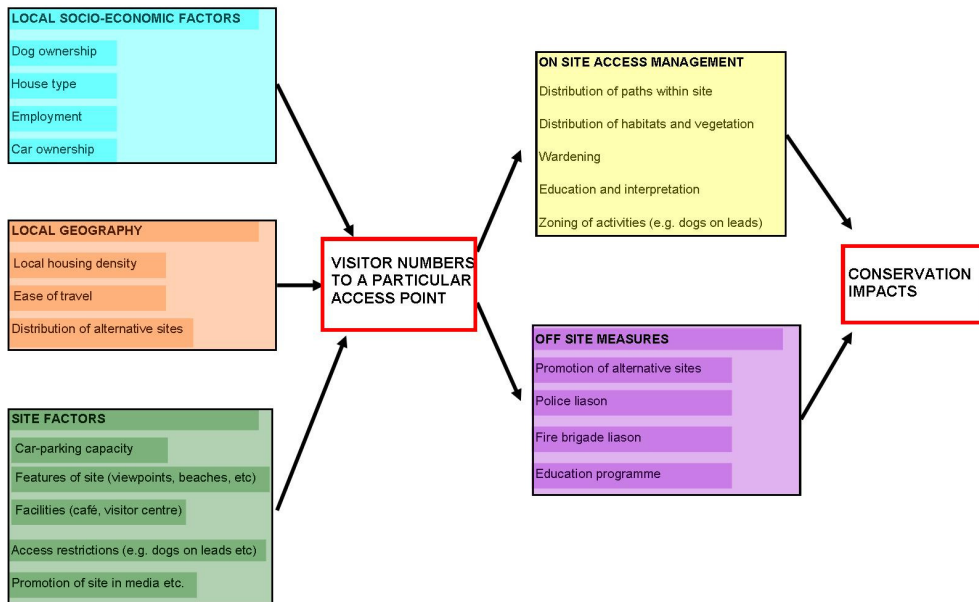 LOCAL SOCIO-ECONOMIC FACTORS
Dog ownership
House type
Employment
Car ownership
LOCAL GEOGRAPHY
Local housing density
Ease of travel
Distribution of alternative sites
SITE FACTORS
Car-parking capacity
Features of site (viewpoints, beaches, etc)
Facilities (café, visitor centre)
Access restrictions (e.g. dogs on leads etc)
Promotion of site in media etc.
VISITOR NUMBERS
TO A PARTICULAR
ACCESS POINT
ON SITE ACCESS MANAGEMENT
Distribution of paths within site
Distribution of habitats and vegetation
Wardening
Education and interpretation
Zoning of activities (e.g. dogs on leads)
OFF SITE MEASURES
Promotion of alternative sites
Police liason
Fire brigade liason
Education programme
CONSERVATION
IMPACTS